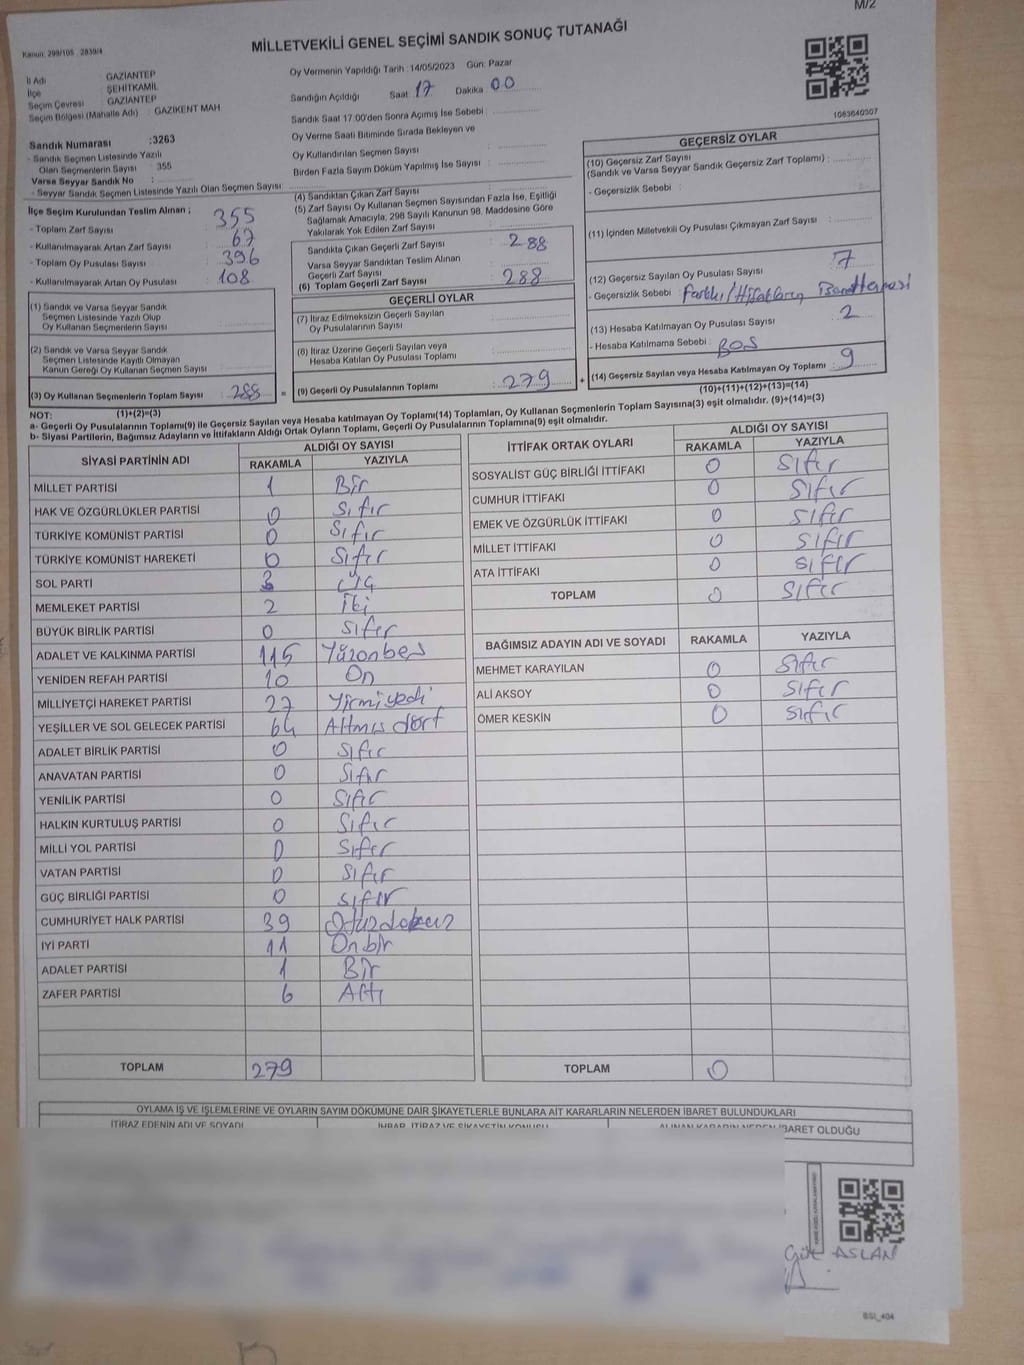 M/2
Kanun: 298/105 . 2839/4
MİLLETVEKİLİ GENEL SEÇİMİ SANDIK SONUÇ TUTANAĞI
İl Adı : GAZİANTEP
İlçe : ŞEHİTKAMİL
Seçim Çevresi : GAZİANTEP
Seçim Bölgesi (Mahalle Adı) : GAZİKENT MAH
Sandık Numarası :3263
- Sandık Seçmen Listesinde Yazılı
Olan Seçmenlerin Sayısı : 355
Varsa Seyyar Sandık No :
- Seyyar Sandık Seçmen Listesinde Yazılı Olan Seçmen Sayısı :
Oy Vermenin Yapıldığı Tarih :14/05/2023 Gün: Pazar
Sandığın Açıldığı Saat 17 Dakika 00
Sandık Saat 17.00'den Sonra Açımış İse Sebebi :
Oy Verme Saati Bitiminde Sırada Bekleyen ve
Oy Kullandırılan Seçmen Sayısı :
Birden Fazla Sayım Döküm Yapılmış İse Sayısı :
1083640307
İlçe Seçim Kurulundan Teslim Alınan ;
- Toplam Zarf Sayısı : 355
- Kullanılmayarak Artan Zarf Sayısı : 67
- Toplam Oy Pusulası Sayısı : 396
- Kullanılmayarak Artan Oy Pusulası : 108
(1) Sandık ve Varsa Seyyar Sandık
Seçmen Listesinde Yazılı Olup
Oy Kullanan Seçmenlerin Sayısı :
(2) Sandık ve Varsa Seyyar Sandık
Seçmen Listesinde Kayıtlı Olmayan
Kanun Gereği Oy Kullanan Seçmen Sayısı :
(3) Oy Kullanan Seçmenlerin Toplam Sayısı : 288
(1)+(2)=(3)
(4) Sandıktan Çıkan Zarf Sayısı :
(5) Zarf Sayısı Oy Kullanan Seçmen Sayısından Fazla İse, Eşitliği
Sağlamak Amacıyla, 298 Sayılı Kanunun 98. Maddesine Göre
Yakılarak Yok Edilen Zarf Sayısı :
Sandıkta Çıkan Geçerli Zarf Sayısı : 288
Varsa Seyyar Sandıktan Teslim Alınan
Geçerli Zarf Sayısı :
(6) Toplam Geçerli Zarf Sayısı : 288
GEÇERLİ OYLAR
(7) İtiraz Edilmeksizin Geçerli Sayılan
Oy Pusulalarının Sayısı :
(8) İtiraz Üzerine Geçerli Sayılan veya
Hesaba Katılan Oy Pusulası Toplamı :
= (9) Geçerli Oy Pusulalarının Toplamı : 279 +
GEÇERSİZ OYLAR
(10) Geçersiz Zarf Sayısı
(Sandık ve Varsa Seyyar Sandık Geçersiz Zarf Toplamı) :
- Geçersizlik Sebebi :
(11) İçinden Milletvekili Oy Pusulası Çıkmayan Zarf Sayısı :
(12) Geçersiz Sayılan Oy Pusulası Sayısı : 7
- Geçersizlik Sebebi :
(13) Hesaba Katılmayan Oy Pusulası Sayısı : 2
- Hesaba Katılmama Sebebi : BOŞ
(14) Geçersiz Sayılan veya Hesaba Katılmayan Oy Toplamı : 9
(10)+(11)+(12)+(13)=(14)
NOT:
a- Geçerli Oy Pusulalarının Toplamı(9) ile Geçersiz Sayılan veya Hesaba katılmayan Oy Toplamı(14) Toplamları, Oy Kullanan Seçmenlerin Toplam Sayısına(3) eşit olmalıdır. (9)+(14)=(3)
b- Siyasi Partilerin, Bağımsız Adayların ve İttifakların Aldığı Ortak Oyların Toplamı, Geçerli Oy Pusulalarının Toplamına(9) eşit olmalıdır.
SİYASİ PARTİNİN ADI ALDIĞI OY SAYISI
RAKAMLA YAZIYLA
MİLLET PARTİSİ 1 Bir
HAK VE ÖZGÜRLÜKLER PARTİSİ 0 Sıfır
TÜRKİYE KOMÜNİST PARTİSİ 0 Sıfır
TÜRKİYE KOMÜNİST HAREKETİ 0 Sıfır
SOL PARTİ 3 Üç
MEMLEKET PARTİSİ 2 İki
BÜYÜK BİRLİK PARTİSİ 0 Sıfır
ADALET VE KALKINMA PARTİSİ 115 Yüzonbeş
YENİDEN REFAH PARTİSİ 10 On
MİLLİYETÇİ HAREKET PARTİSİ 27 Yirmiyedi
YEŞİLLER VE SOL GELECEK PARTİSİ 64 Altmış dört
ADALET BİRLİK PARTİSİ 0 Sıfır
ANAVATAN PARTİSİ 0 Sıfır
YENİLİK PARTİSİ 0 Sıfır
HALKIN KURTULUŞ PARTİSİ 0 Sıfır
MİLLİ YOL PARTİSİ 0 Sıfır
VATAN PARTİSİ 0 Sıfır
GÜÇ BİRLİĞİ PARTİSİ 0 Sıfır
CUMHURİYET HALK PARTİSİ 39 Otuzdokuz
İYİ PARTİ 11 Onbir
ADALET PARTİSİ 1 Bir
ZAFER PARTİSİ 6 Altı
TOPLAM 279
İTTİFAK ORTAK OYLARI ALDIĞI OY SAYISI
RAKAMLA YAZIYLA
SOSYALİST GÜÇ BİRLİĞİ İTTİFAKI 0 Sıfır
CUMHUR İTTİFAKI 0 Sıfır
EMEK VE ÖZGÜRLÜK İTTİFAKI 0 Sıfır
MİLLET İTTİFAKI 0 Sıfır
ATA İTTİFAKI 0 Sıfır
TOPLAM 0 Sıfır
BAĞIMSIZ ADAYIN ADI VE SOYADI RAKAMLA YAZIYLA
MEHMET KARAYILAN 0 Sıfır
ALİ AKSOY 0 Sıfır
ÖMER KESKİN 0 Sıfır
TOPLAM 0
OYLAMA İŞ VE İŞLEMLERİNE VE OYLARIN SAYIM DÖKÜMÜNE DAİR ŞİKAYETLERLE BUNLARA AİT KARARLARIN NELERDEN İBARET BULUNDUKLARI
İTİRAZ EDENİN ADI VE SOYADI İHBAR, İTİRAZ VE ŞİKAYETİN KONUSU ALINAN KARARIN NEDEN İBARET OLDUĞU
ASLAN
BSI_404